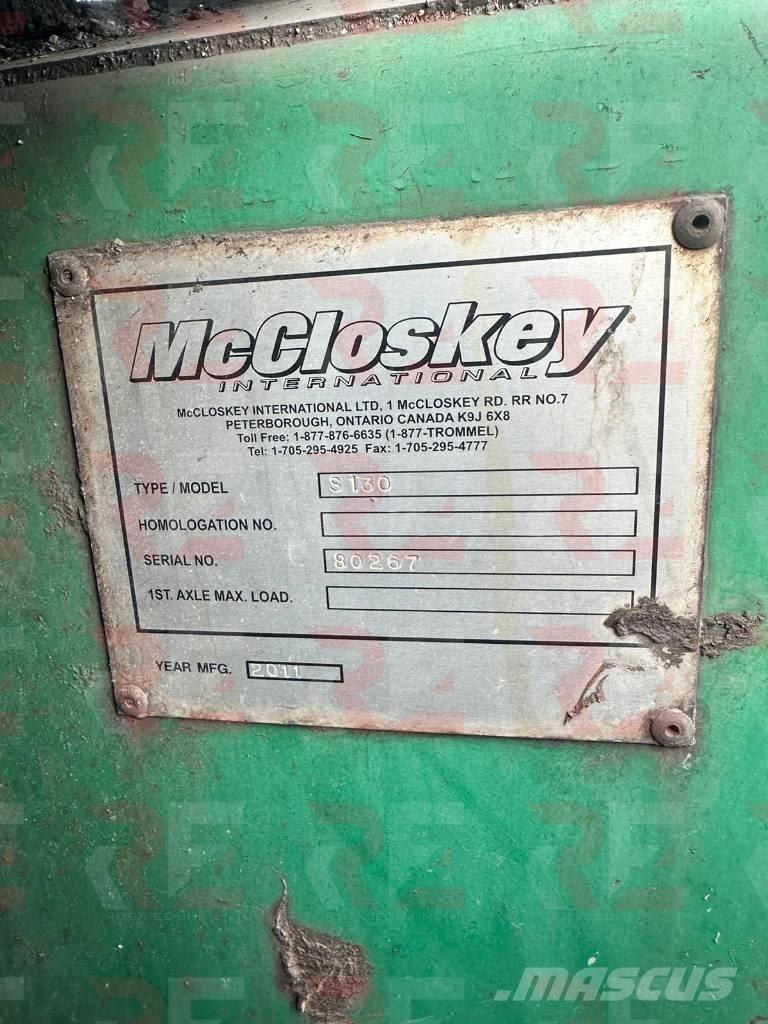 McCloskey
INTERNATIONAL
McCLOSKEY INTERNATIONAL LTD, 1 McCLOSKEY RD. RR NO.7
PETERBOROUGH, ONTARIO CANADA K9J 6X8
Toll Free: 1-877-876-6635 (1-877-TROMMEL)
Tel: 1-705-295-4925 Fax: 1-705-295-4777
TYPE / MODEL S130
HOMOLOGATION NO.
SERIAL NO. 80267
1ST. AXLE MAX. LOAD.
YEAR MFG. 2011
MASCUS